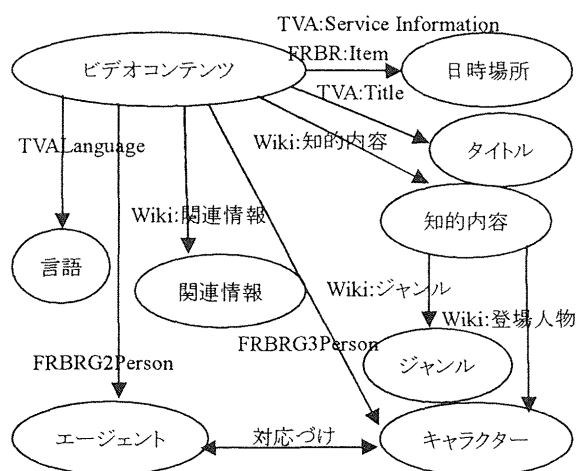 TVA:Service Information
FRBR:Item
ビデオコンテンツ
日時場所
TVA:Title
TVALanguage
Wiki:知的内容
タイトル
知的内容
Wiki:関連情報
言語
関連情報
Wiki:ジャンル
Wiki:登場人物
FRBRG3Person
FRBRG2Person
ジャンル
エージェント
対応づけ
キャラクター